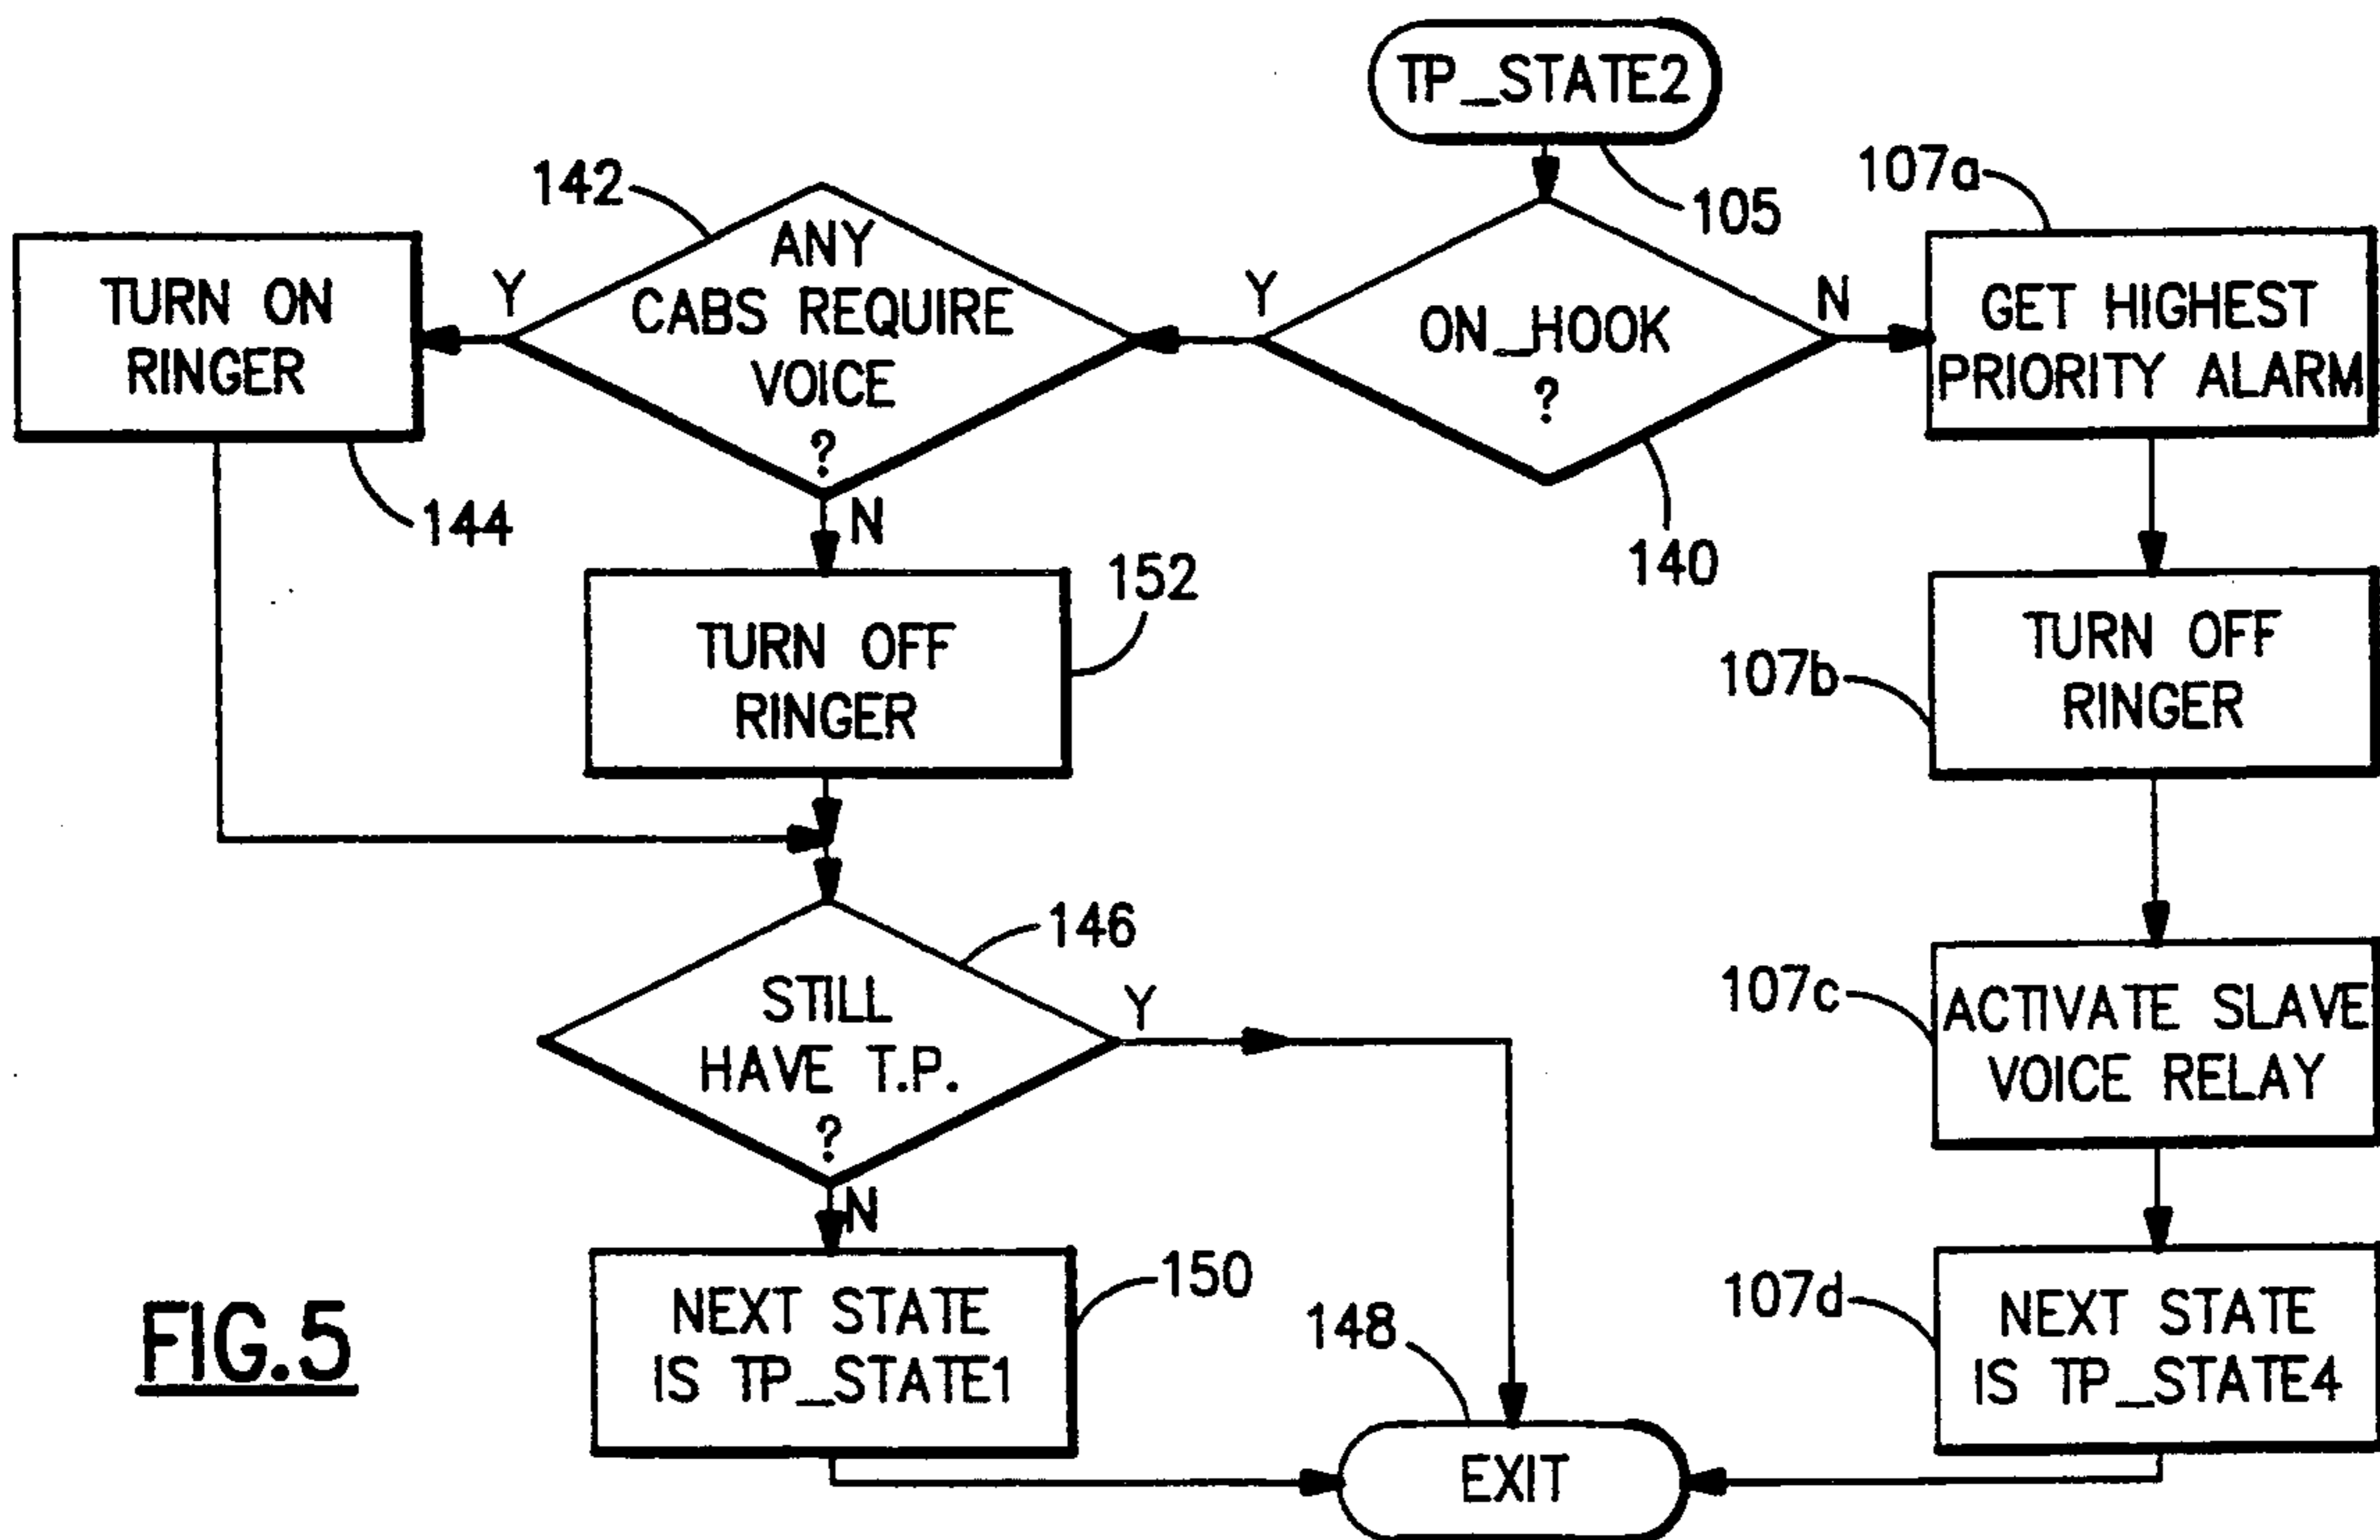 TP_STATE2
105
107a
142
ANY
CABS REQUIRE
VOICE
?
Y
Y
ON_HOOK
?
N
TURN ON
RINGER
GET HIGHEST
PRIORITY ALARM
144
N
140
152
TURN OFF
RINGER
107b
TURN OFF
RINGER
146
STILL
HAVE T.P.
?
Y
107c
ACTIVATE SLAVE
VOICE RELAY
N
150
NEXT STATE
IS TP_STATE1
148
107d
NEXT STATE
IS TP_STATE4
EXIT
FIG.5